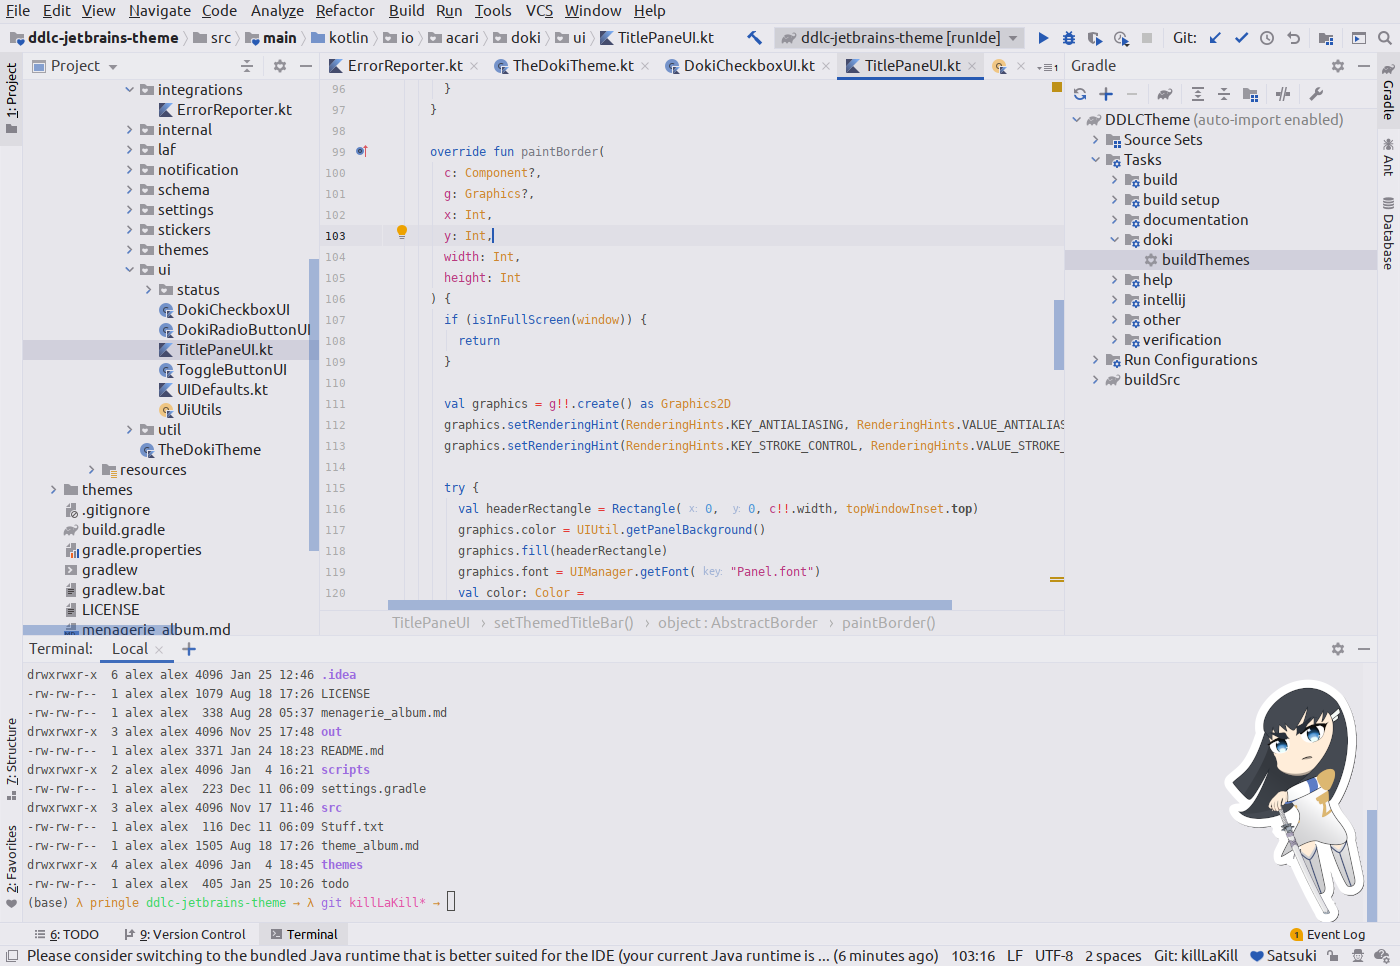 File Edit View Navigate Code Analyze Refactor Build Run Tools VCS Window Help
ddlc-jetbrains-theme src main kotlin io acari doki ui TitlePaneUI.kt ddlc-jetbrains-theme [runIde] Git:
Project ErrorReporter.kt TheDokiTheme.kt DokiCheckboxUI.kt TitlePaneUI.kt Gradle
1: Project
integrations
ErrorReporter.kt
internal
laf
notification
schema
settings
stickers
themes
ui
status
DokiCheckboxUI
DokiRadioButtonUI
TitlePaneUI.kt
ToggleButtonUI
UIDefaults.kt
UiUtils
util
TheDokiTheme
resources
themes
.gitignore
build.gradle
gradle.properties
gradlew
gradlew.bat
LICENSE
menagerie_album.md
96 }
97 }
98
99 override fun paintBorder(
100 c: Component?,
101 g: Graphics?,
102 x: Int,
103 y: Int,
104 width: Int,
105 height: Int
106 ) {
107 if (isInFullScreen(window)) {
108 return
109 }
110
111 val graphics = g!!.create() as Graphics2D
112 graphics.setRenderingHint(RenderingHints.KEY_ANTIALIASING, RenderingHints.VALUE_ANTIALIAS
113 graphics.setRenderingHint(RenderingHints.KEY_STROKE_CONTROL, RenderingHints.VALUE_STROKE_
114
115 try {
116 val headerRectangle = Rectangle( x: 0, y: 0, c!!.width, topWindowInset.top)
117 graphics.color = UIUtil.getPanelBackground()
118 graphics.fill(headerRectangle)
119 graphics.font = UIManager.getFont( key: "Panel.font")
120 val color: Color =
TitlePaneUI › setThemedTitleBar() › object : AbstractBorder › paintBorder()
DDLCTheme (auto-import enabled)
Source Sets
Tasks
build
build setup
documentation
doki
buildThemes
help
intellij
other
verification
Run Configurations
buildSrc
Gradle
Ant
Database
Terminal: Local
drwxrwxr-x 6 alex alex 4096 Jan 25 12:46 .idea
-rw-rw-r-- 1 alex alex 1079 Aug 18 17:26 LICENSE
-rw-rw-r-- 1 alex alex 338 Aug 28 05:37 menagerie_album.md
drwxrwxr-x 3 alex alex 4096 Nov 25 17:48 out
-rw-rw-r-- 1 alex alex 3371 Jan 24 18:23 README.md
drwxrwxr-x 2 alex alex 4096 Jan 4 16:21 scripts
-rw-rw-r-- 1 alex alex 223 Dec 11 06:09 settings.gradle
drwxrwxr-x 3 alex alex 4096 Nov 17 11:46 src
-rw-rw-r-- 1 alex alex 116 Dec 11 06:09 Stuff.txt
-rw-rw-r-- 1 alex alex 1505 Aug 18 17:26 theme_album.md
drwxrwxr-x 4 alex alex 4096 Jan 4 18:45 themes
-rw-rw-r-- 1 alex alex 405 Jan 25 10:26 todo
(base) λ pringle ddlc-jetbrains-theme → λ git killLaKill* →
7: Structure
2: Favorites
6: TODO 9: Version Control Terminal 1 Event Log
Please consider switching to the bundled Java runtime that is better suited for the IDE (your current Java runtime is ... (6 minutes ago) 103:16 LF UTF-8 2 spaces Git: killLaKill Satsuki